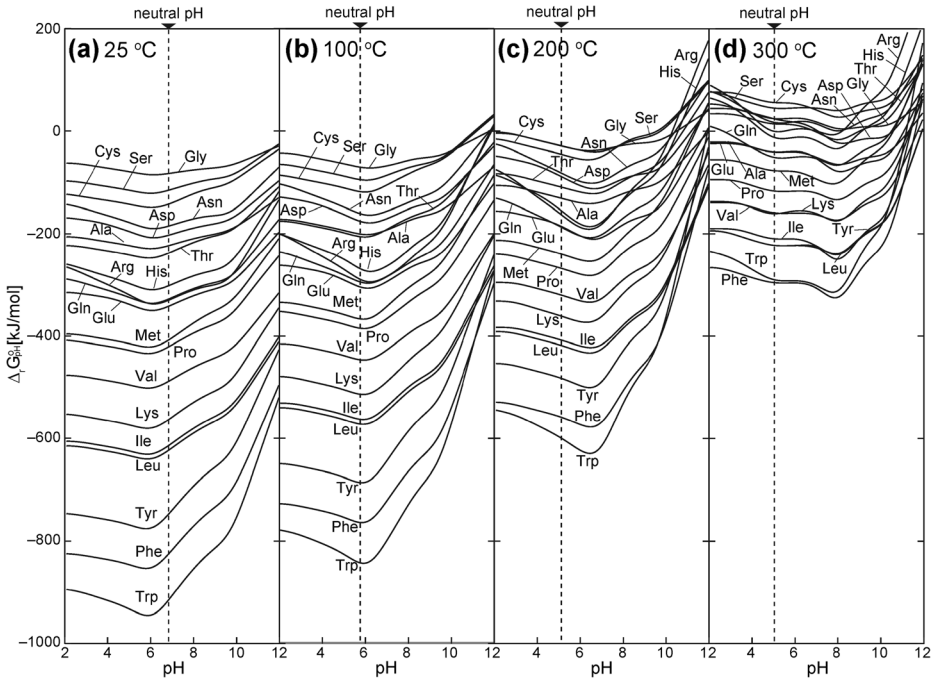 neutral pH neutral pH neutral pH neutral pH
(a) 25 °C
Cys
Ser
Gly
Asp
Asn
Ala
Thr
Arg
His
Gln
Glu
Met
Pro
Val
Lys
Ile
Leu
Tyr
Phe
Trp
(b) 100 °C
Cys
Ser
Gly
Asp
Asn
Thr
Ala
Arg
His
Gln
Glu
Met
Pro
Val
Lys
Ile
Leu
Tyr
Phe
Trp
(c) 200 °C
Arg
His
Cys
Gly
Ser
Asn
Thr
Asp
Ala
Gln
Glu
Met
Pro
Val
Lys
Ile
Leu
Tyr
Phe
Trp
(d) 300 °C
Arg
His
Thr
Ser
Cys
Asp
Gly
Asn
Gln
Ala
Glu
Met
Pro
Lys
Val
Ile
Tyr
Leu
Trp
Phe
200
0
–200
–400
–600
–800
–1000
ΔrG°pH[kJ/mol]
2 4 6 8 10 12 4 6 8 10 12 4 6 8 10 12 4 6 8 10 12
pH pH pH pH